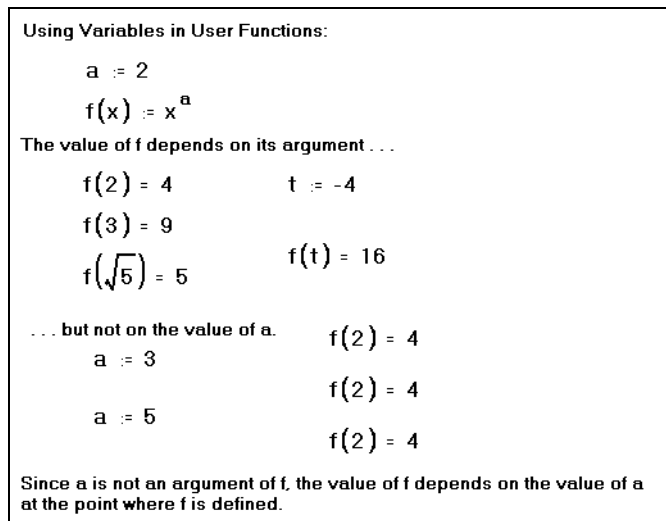 Using Variables in User Functions:
a := 2
f(x) := x^a
The value of f depends on its argument . . .
f(2) = 4    t := -4
f(3) = 9
f(√5) = 5    f(t) = 16
. . . but not on the value of a.    f(2) = 4
a := 3
f(2) = 4
a := 5
f(2) = 4
Since a is not an argument of f, the value of f depends on the value of a
at the point where f is defined.